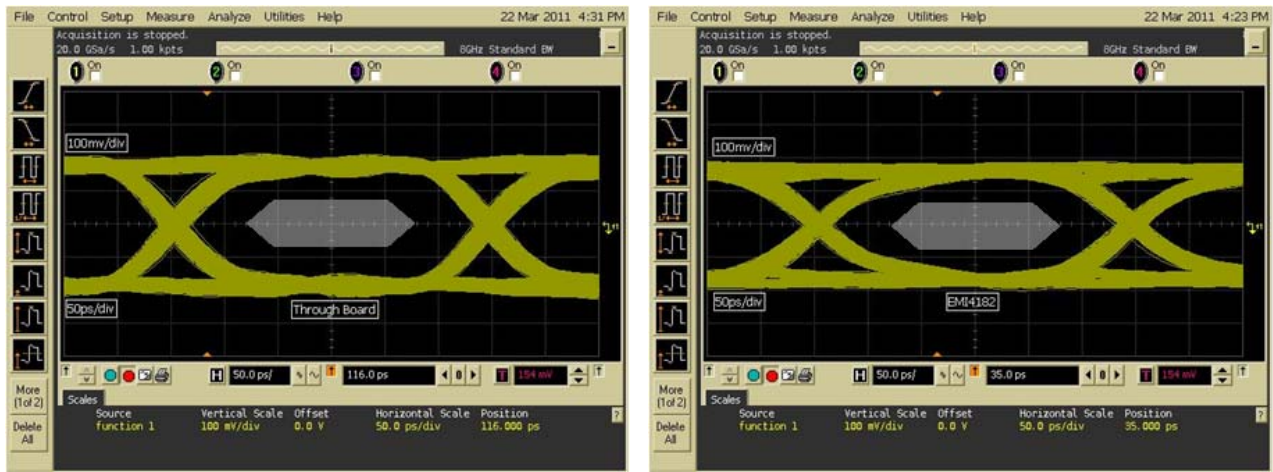 File Control Setup Measure Analyze Utilities Help 22 Mar 2011 4:31 PM
Acquisition is stopped.
20.0 GSa/s 1.00 kpts 8GHz Standard BW
1 On 2 On 3 On 4 On
100mv/div
50ps/div Through Board
H 50.0 ps/ 116.0 ps 0 T 154 mV
More
(1of 2)
Delete
All
Scales
Source Vertical Scale Offset Horizontal Scale Position
function 1 100 mV/div 0.0 V 50.0 ps/div 116.000 ps
?
File Control Setup Measure Analyze Utilities Help 22 Mar 2011 4:23 PM
Acquisition is stopped.
20.0 GSa/s 1.00 kpts 8GHz Standard BW
1 On 2 On 3 On 4 On
100mv/div
50ps/div EMI4182
H 50.0 ps/ 35.0 ps 0 T 154 mV
More
(1of 2)
Delete
All
Scales
Source Vertical Scale Offset Horizontal Scale Position
function 1 100 mV/div 0.0 V 50.0 ps/div 35.000 ps
?